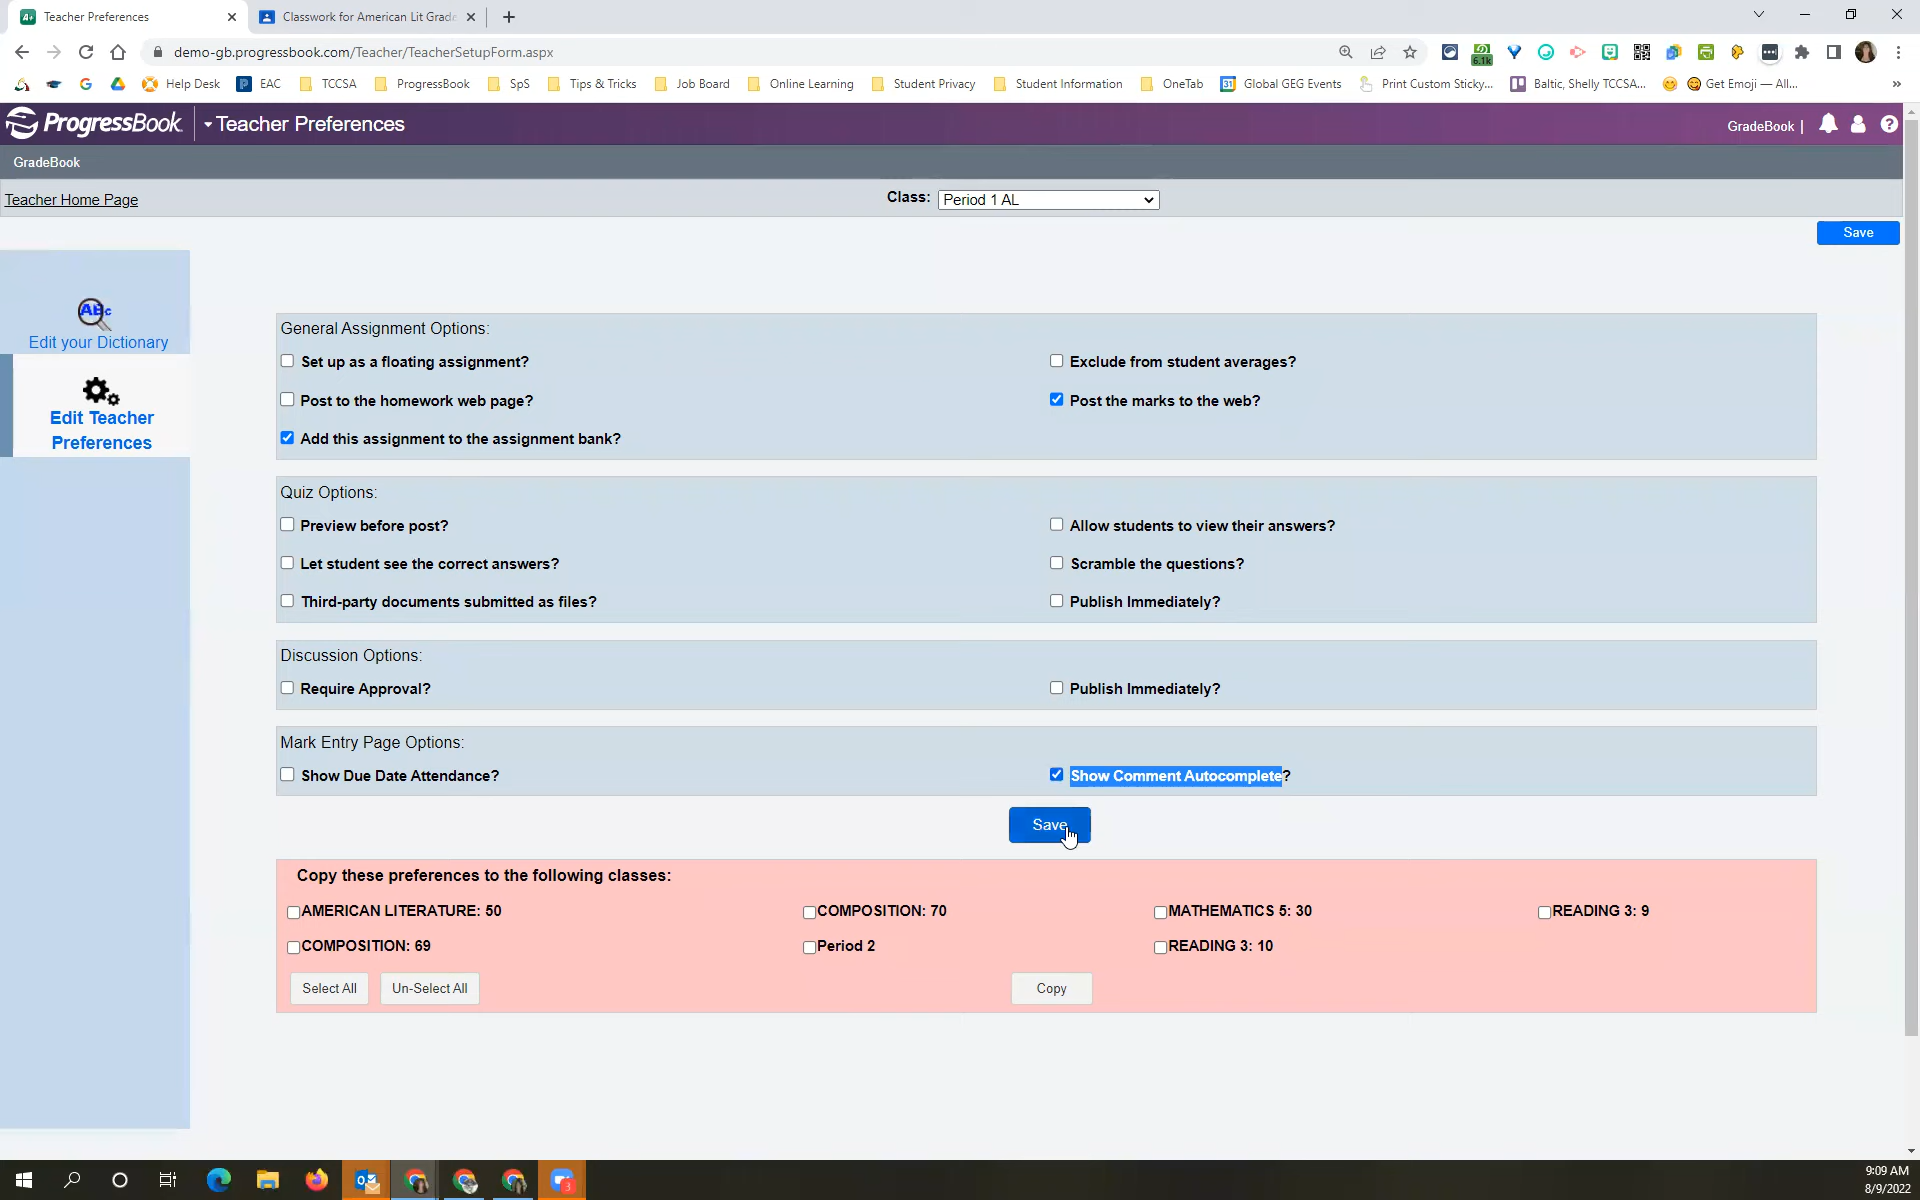 Teacher Preferences
Classwork for American Lit Grade
demo-gb.progressbook.com/Teacher/TeacherSetupForm.aspx
6.1k
Help Desk
EAC
TCCSA
ProgressBook
SpS
Tips & Tricks
Job Board
Online Learning
Student Privacy
Student Information
OneTab
Global GEG Events
Print Custom Sticky...
Baltic, Shelly TCCSA...
Get Emoji — All...
ProgressBook
Teacher Preferences
GradeBook |
GradeBook
Teacher Home Page
Class: Period 1 AL
Save
ABc
Edit your Dictionary
Edit Teacher
Preferences
General Assignment Options:
Set up as a floating assignment?
Exclude from student averages?
Post to the homework web page?
Post the marks to the web?
Add this assignment to the assignment bank?
Quiz Options:
Preview before post?
Allow students to view their answers?
Let student see the correct answers?
Scramble the questions?
Third-party documents submitted as files?
Publish Immediately?
Discussion Options:
Require Approval?
Publish Immediately?
Mark Entry Page Options:
Show Due Date Attendance?
Show Comment Autocomplete?
Save
Copy these preferences to the following classes:
AMERICAN LITERATURE: 50
COMPOSITION: 70
MATHEMATICS 5: 30
READING 3: 9
COMPOSITION: 69
Period 2
READING 3: 10
Select All
Un-Select All
Copy
9:09 AM
8/9/2022